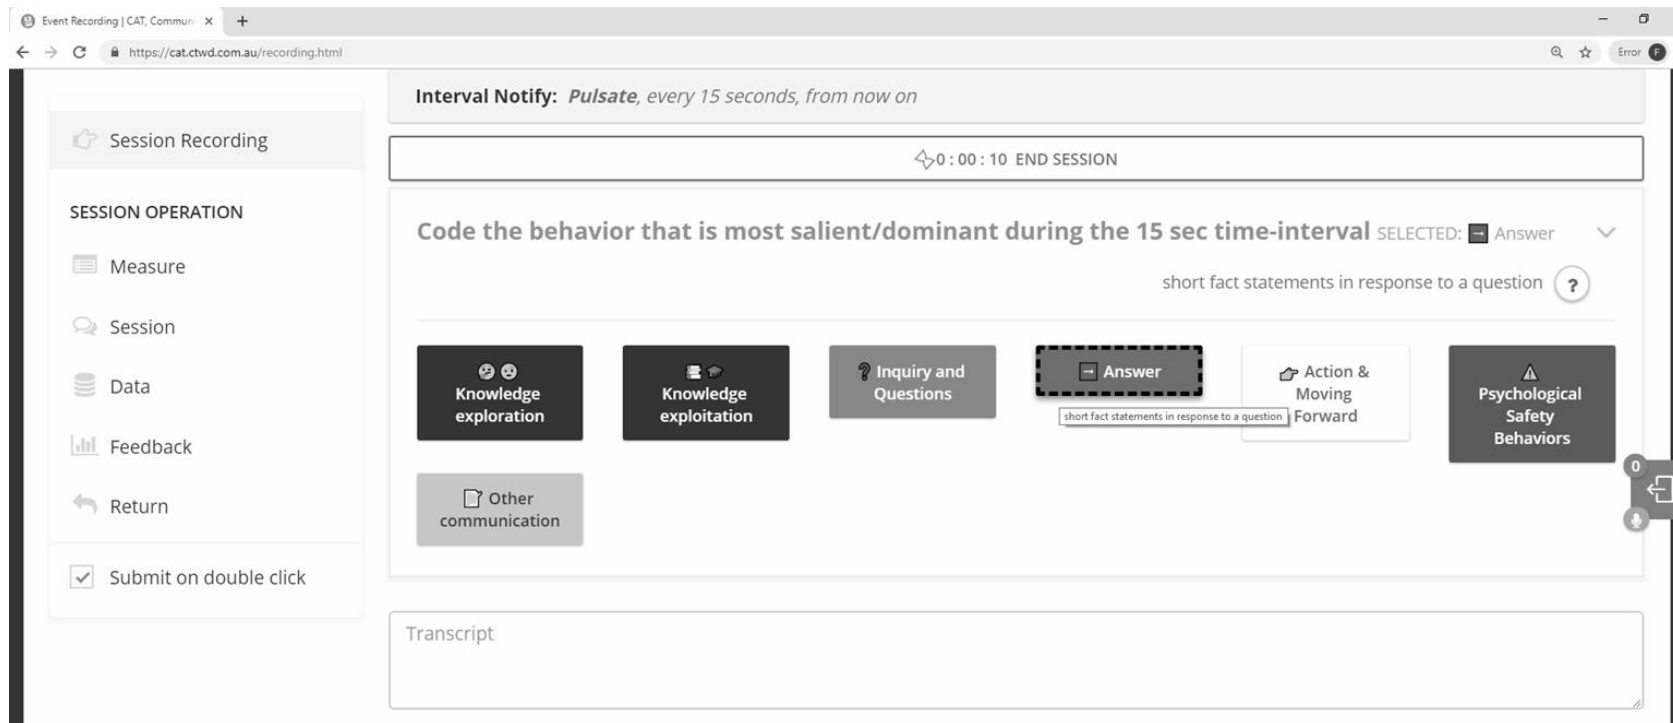 Event Recording | CAT, Commun
https://cat.ctwd.com.au/recording.html
Error F
Interval Notify: Pulsate, every 15 seconds, from now on
Session Recording
0 : 00 : 10 END SESSION
SESSION OPERATION
Measure
Session
Data
Feedback
Return
Submit on double click
Code the behavior that is most salient/dominant during the 15 sec time-interval SELECTED: Answer
short fact statements in response to a question ?
Knowledge
exploration
Knowledge
exploitation
? Inquiry and
Questions
Answer
short fact statements in response to a question
Action &
Moving
Forward
Psychological
Safety
Behaviors
0
Other
communication
Transcript